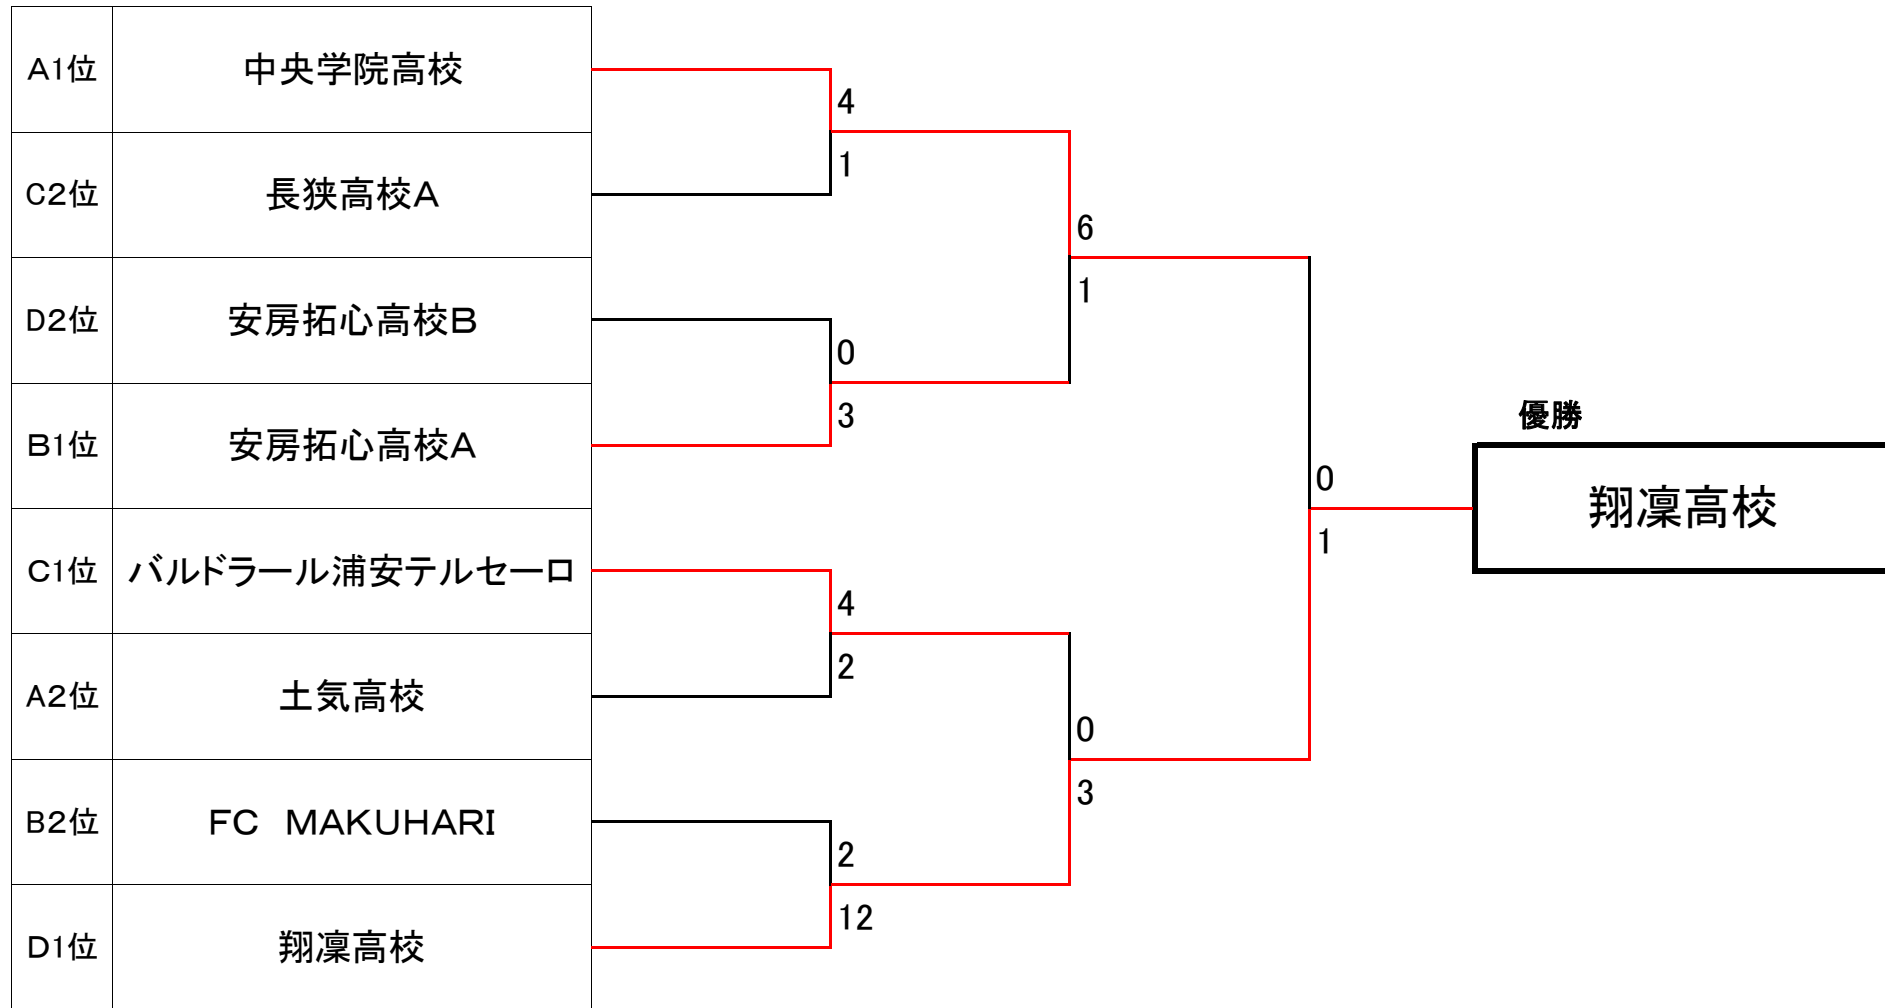 A1位 中央学院高校
4
1
C2位 長狭高校A
6
1
D2位 安房拓心高校B
0
3
B1位 安房拓心高校A
優勝
翔凜高校
0
1
C1位 バルドラール浦安テルセーロ
4
2
A2位 土気高校
0
3
B2位 FC　MAKUHARI
2
12
D1位 翔凜高校